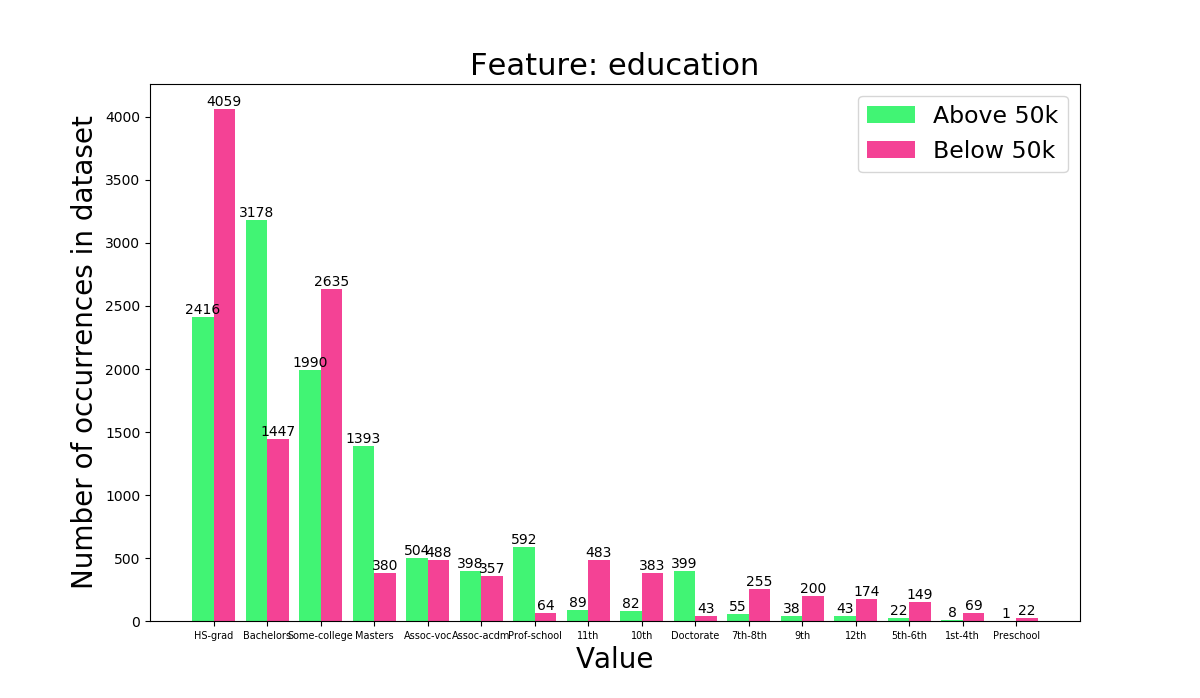 Feature: education
Above 50k
Below 50k
Number of occurrences in dataset
4000
3500
3000
2500
2000
1500
1000
500
0
2416
4059
3178
1447
1990
2635
1393
380
504
488
398
357
592
64
89
483
82
383
399
43
55
255
38
200
43
174
22
149
8
69
1
22
HS-grad
Bachelors
Some-college
Masters
Assoc-voc
Assoc-acdm
Prof-school
11th
10th
Doctorate
7th-8th
9th
12th
5th-6th
1st-4th
Preschool
Value